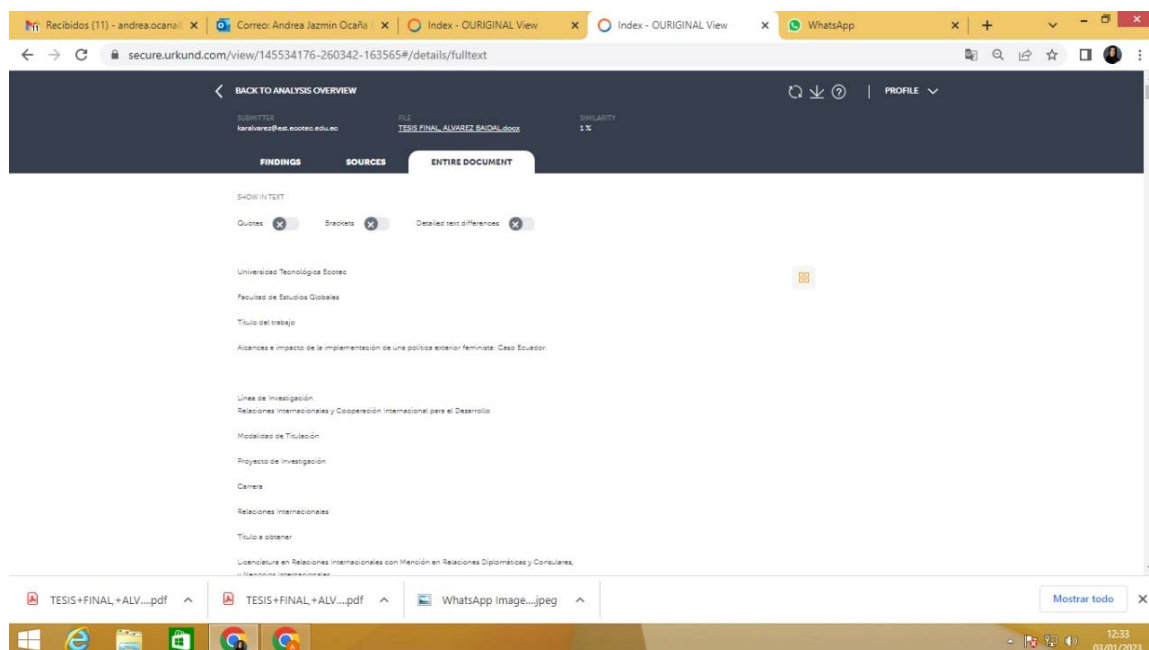 Recibidos (11) - andrea.ocana
Correo: Andrea Jazmin Ocaña
Index - OURIGINAL View
Index - OURIGINAL View
WhatsApp
secure.urkund.com/view/145534176-260342-163565#/details/fulltext
BACK TO ANALYSIS OVERVIEW
PROFILE
SUBMITTER
FILE
SIMILARITY
karalvarez@est.ecotec.edu.ec
TESIS FINAL, ALVAREZ BAIDAL.docx
1 %
FINDINGS
SOURCES
ENTIRE DOCUMENT
SHOW IN TEXT
Quotes
Brackets
Detailed text differences
Universidad Tecnológica Ecotec
Facultad de Estudios Globales
Título del trabajo
Alcances e impacto de la implementación de una política exterior feminista: Caso Ecuador.
Línea de Investigación
Relaciones Internacionales y Cooperación Internacional para el Desarrollo
Modalidad de Titulación
Proyecto de Investigación
Carrera
Relaciones Internacionales
Título a obtener
Licenciatura en Relaciones Internacionales con Mención en Relaciones Diplomáticas y Consulares,
y Negocios Internacionales
TESIS+FINAL,+ALV....pdf
TESIS+FINAL,+ALV....pdf
WhatsApp Image....jpeg
Mostrar todo
12:33
03/01/2023